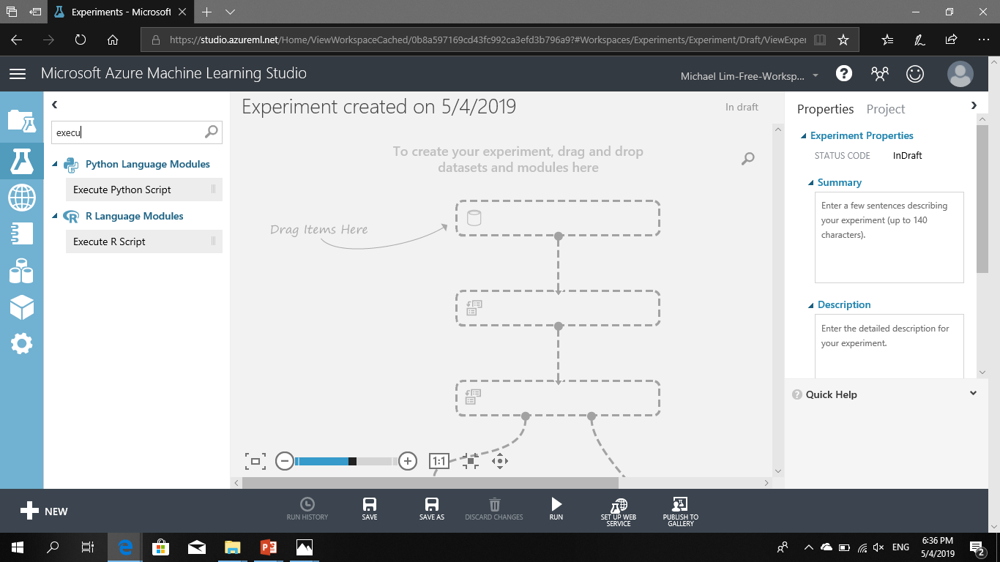 Experiments - Microsoft
https://studio.azureml.net/Home/ViewWorkspaceCached/0b8a597169cd43fc992ca3efd3b796a9?#Workspaces/Experiments/Experiment/Draft/ViewExper
Microsoft Azure Machine Learning Studio
Michael Lim-Free-Worksp...
execu
Python Language Modules
Execute Python Script
R Language Modules
Execute R Script
Experiment created on 5/4/2019
In draft
To create your experiment, drag and drop
datasets and modules here
Drag Items Here
1:1
Properties
Project
Experiment Properties
STATUS CODE InDraft
Summary
Enter a few sentences describing
your experiment (up to 140
characters).
Description
Enter the detailed description for
your experiment.
Quick Help
NEW
RUN HISTORY
SAVE
SAVE AS
DISCARD CHANGES
RUN
SET UP WEB
SERVICE
PUBLISH TO
GALLERY
ENG
6:36 PM
5/4/2019
2